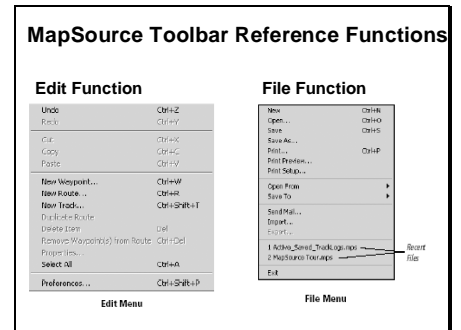 MapSource Toolbar Reference Functions
Edit Function
Undo Ctrl+Z
Redo Ctrl+Y
Cut Ctrl+X
Copy Ctrl+C
Paste Ctrl+V
New Waypoint... Ctrl+W
New Route... Ctrl+R
New Track... Ctrl+Shift+T
Duplicate Route
Delete Item Del
Remove Waypoint(s) from Route Ctrl+Del
Properties...
Select All Ctrl+A
Preferences... Ctrl+Shift+P
Edit Menu
File Function
New Ctrl+N
Open... Ctrl+O
Save Ctrl+S
Save As...
Print... Ctrl+P
Print Preview...
Print Setup...
Open From
Save To
Send Mail...
Import...
Export...
1 Active_Saved_TrackLogs.mps
2 MapSource Tour.mps
Exit
Recent
Files
File Menu